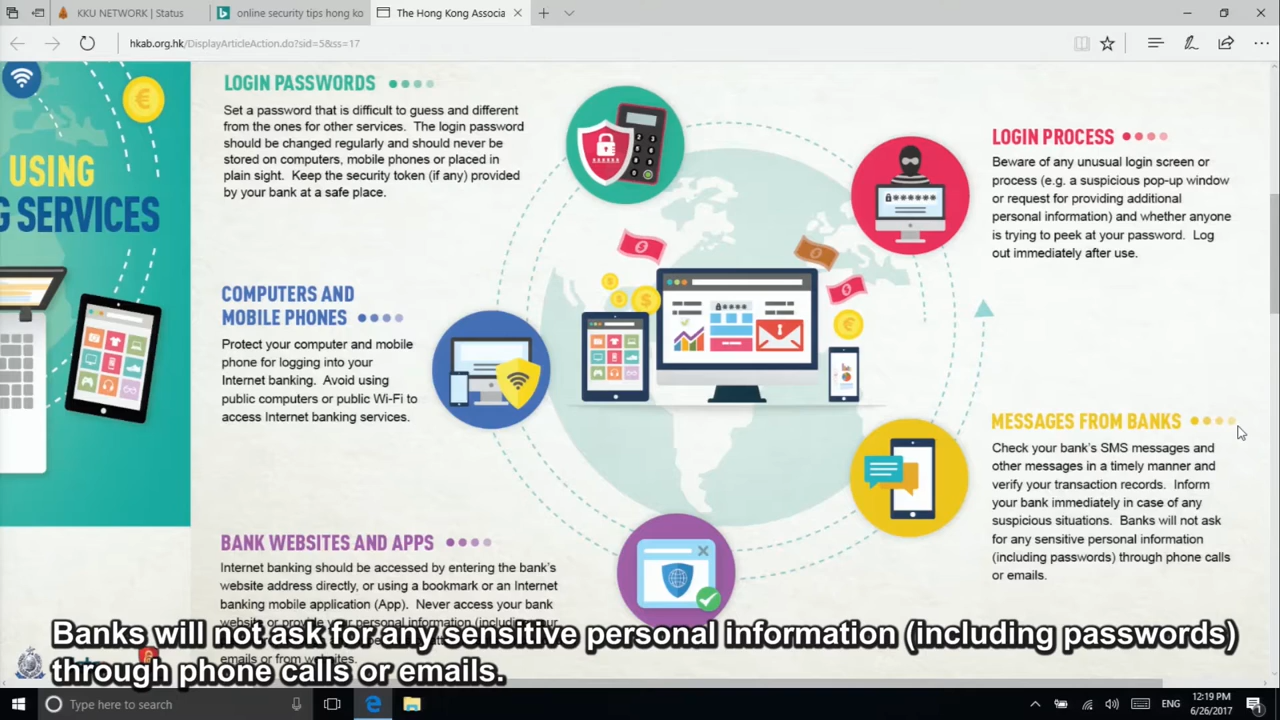 KKU NETWORK | Status
online security tips hong ko
The Hong Kong Associa
hkab.org.hk/DisplayArticleAction.do?sid=5&ss=17
USING
G SERVICES
LOGIN PASSWORDS
Set a password that is difficult to guess and different
from the ones for other services. The login password
should be changed regularly and should never be
stored on computers, mobile phones or placed in
plain sight. Keep the security token (if any) provided
by your bank at a safe place.
LOGIN PROCESS
Beware of any unusual login screen or
process (e.g. a suspicious pop-up window
or request for providing additional
personal information) and whether anyone
is trying to peek at your password. Log
out immediately after use.
COMPUTERS AND
MOBILE PHONES
Protect your computer and mobile
phone for logging into your
Internet banking. Avoid using
public computers or public Wi-Fi to
access Internet banking services.
MESSAGES FROM BANKS
Check your bank's SMS messages and
other messages in a timely manner and
verify your transaction records. Inform
your bank immediately in case of any
suspicious situations. Banks will not ask
for any sensitive personal information
(including passwords) through phone calls
or emails.
BANK WEBSITES AND APPS
Internet banking should be accessed by entering the bank's
website address directly, or using a bookmark or an Internet
banking mobile application (App). Never access your bank
website or provide your personal information (including your
emails or from websites.
Banks will not ask for any sensitive personal information (including passwords)
through phone calls or emails.
Type here to search
ENG
12:19 PM
6/26/2017